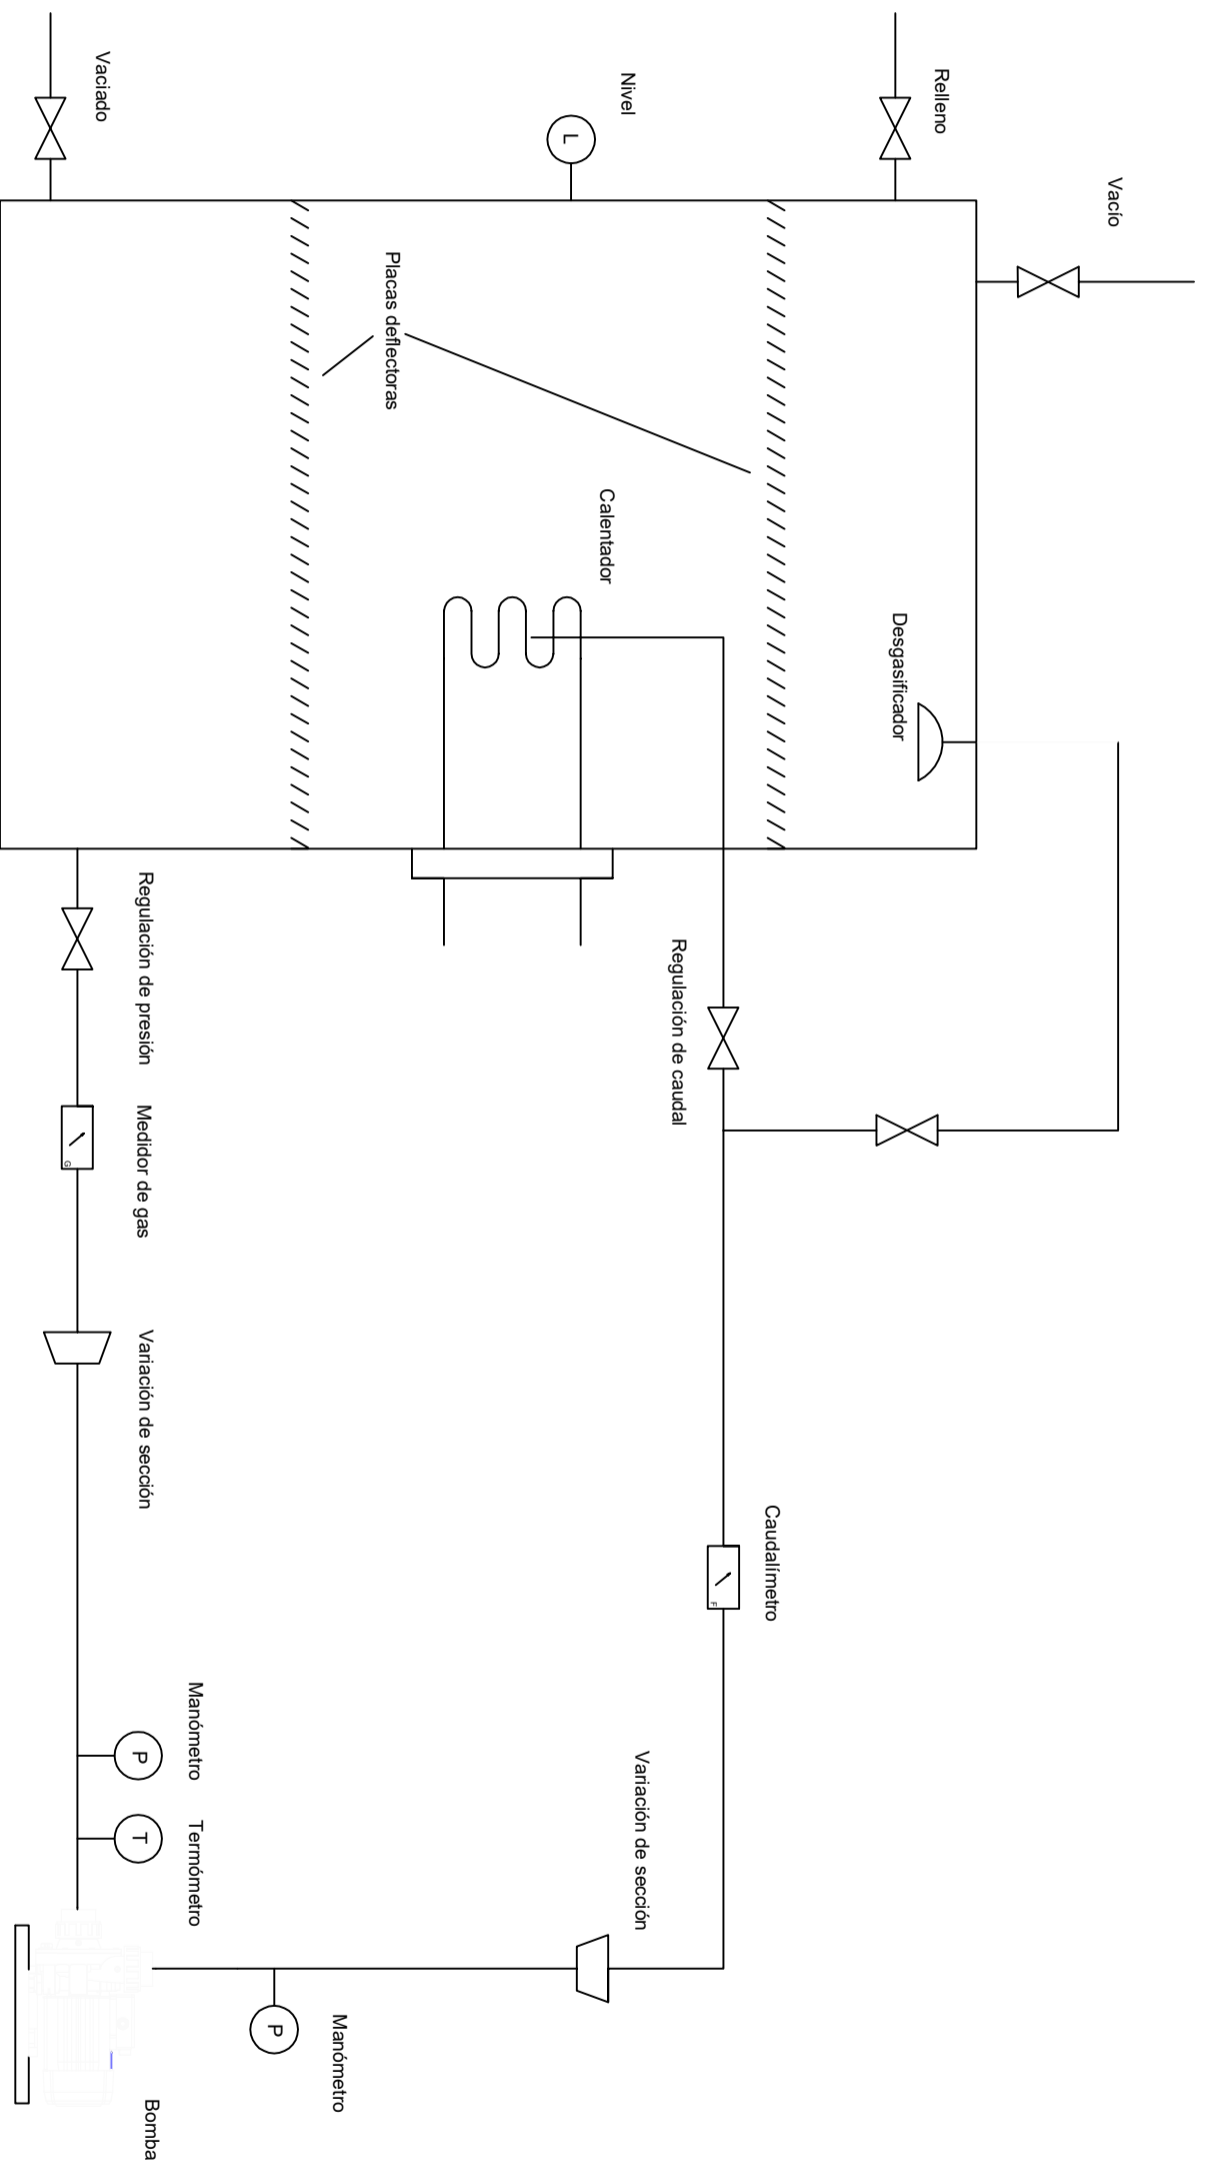 Vacío
Relleno
Nivel
L
Vaciado
Placas deflectoras
Calentador
Desgasificador
Regulación de presión
Regulación de caudal
Medidor de gas
G
Variación de sección
Caudalímetro
F
Manómetro
P
Termómetro
T
Variación de sección
Manómetro
P
Bomba